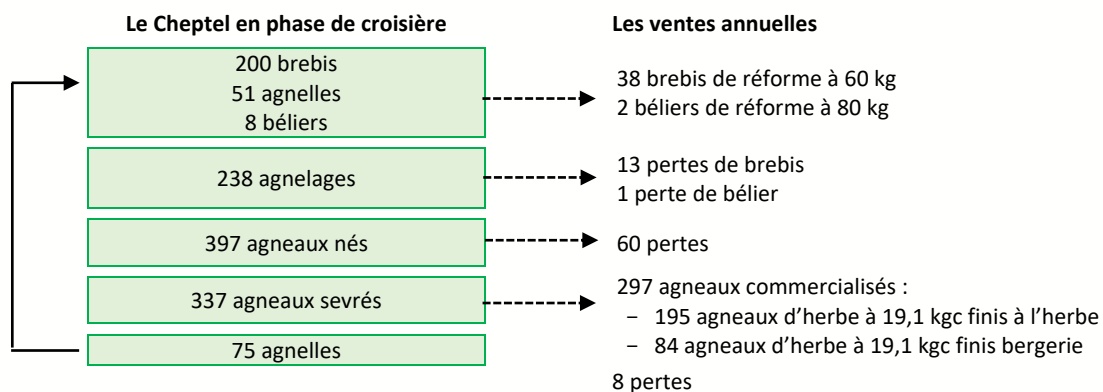 Le Cheptel en phase de croisière
Les ventes annuelles
200 brebis
51 agnelles
8 béliers
38 brebis de réforme à 60 kg
2 béliers de réforme à 80 kg
238 agnelages
13 pertes de brebis
1 perte de bélier
397 agneaux nés
60 pertes
337 agneaux sevrés
297 agneaux commercialisés :
− 195 agneaux d’herbe à 19,1 kgc finis à l’herbe
− 84 agneaux d’herbe à 19,1 kgc finis bergerie
75 agnelles
8 pertes